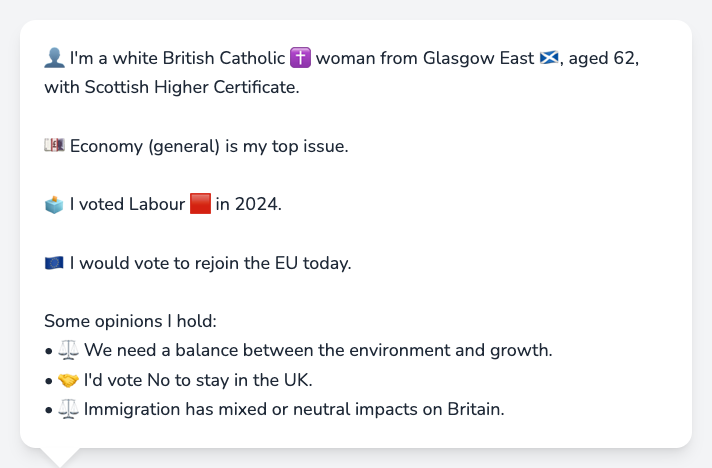 👤 I'm a white British Catholic ✝️ woman from Glasgow East 🏴󠁧󠁢󠁳󠁣󠁴󠁿, aged 62,
with Scottish Higher Certificate.
💷 Economy (general) is my top issue.
🗳️ I voted Labour 🟥 in 2024.
🇪🇺 I would vote to rejoin the EU today.
Some opinions I hold:
• ⚖️ We need a balance between the environment and growth.
• 🤝 I'd vote No to stay in the UK.
• ⚖️ Immigration has mixed or neutral impacts on Britain.